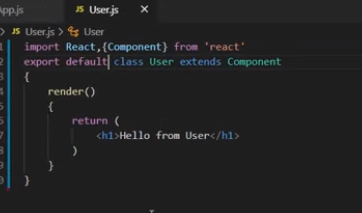 App.js
JS User.js ×
JS User.js > User
import React,{Component} from 'react'
export default class User extends Component
{
render()
{
return (
<h1>Hello from User</h1>
)
}
}